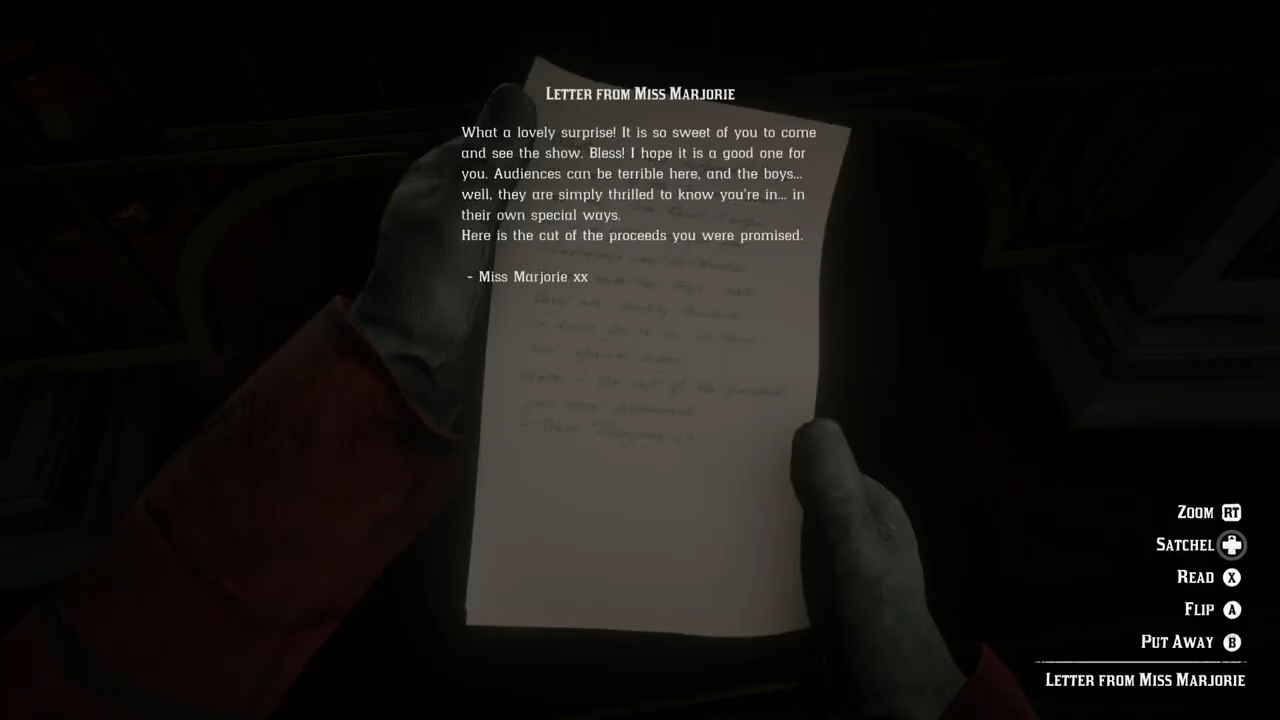 LETTER FROM MISS MARJORIE
What a lovely surprise! It is so sweet of you to come
and see the show. Bless! I hope it is a good one for
you. Audiences can be terrible here, and the boys...
well, they are simply thrilled to know you're in... in
their own special ways.
Here is the cut of the proceeds you were promised.
- Miss Marjorie xx
ZOOM RT
SATCHEL
READ X
FLIP A
PUT AWAY B
LETTER FROM MISS MARJORIE